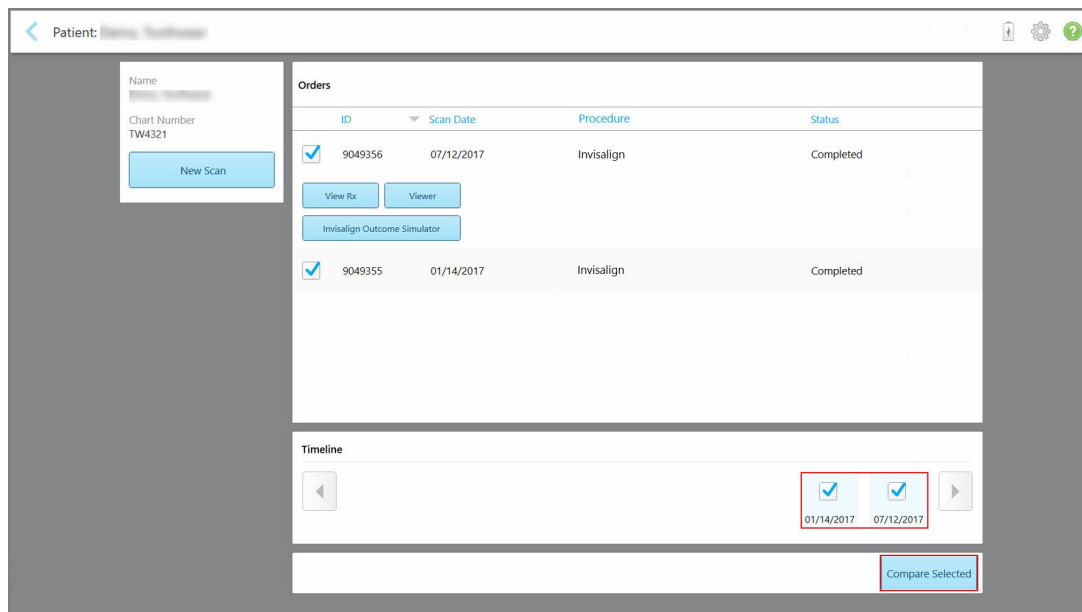 Patient:
Name
Chart Number
TW4321
New Scan
Orders
ID Scan Date Procedure Status
9049356 07/12/2017 Invisalign Completed
View Rx Viewer
Invisalign Outcome Simulator
9049355 01/14/2017 Invisalign Completed
Timeline
01/14/2017 07/12/2017
Compare Selected